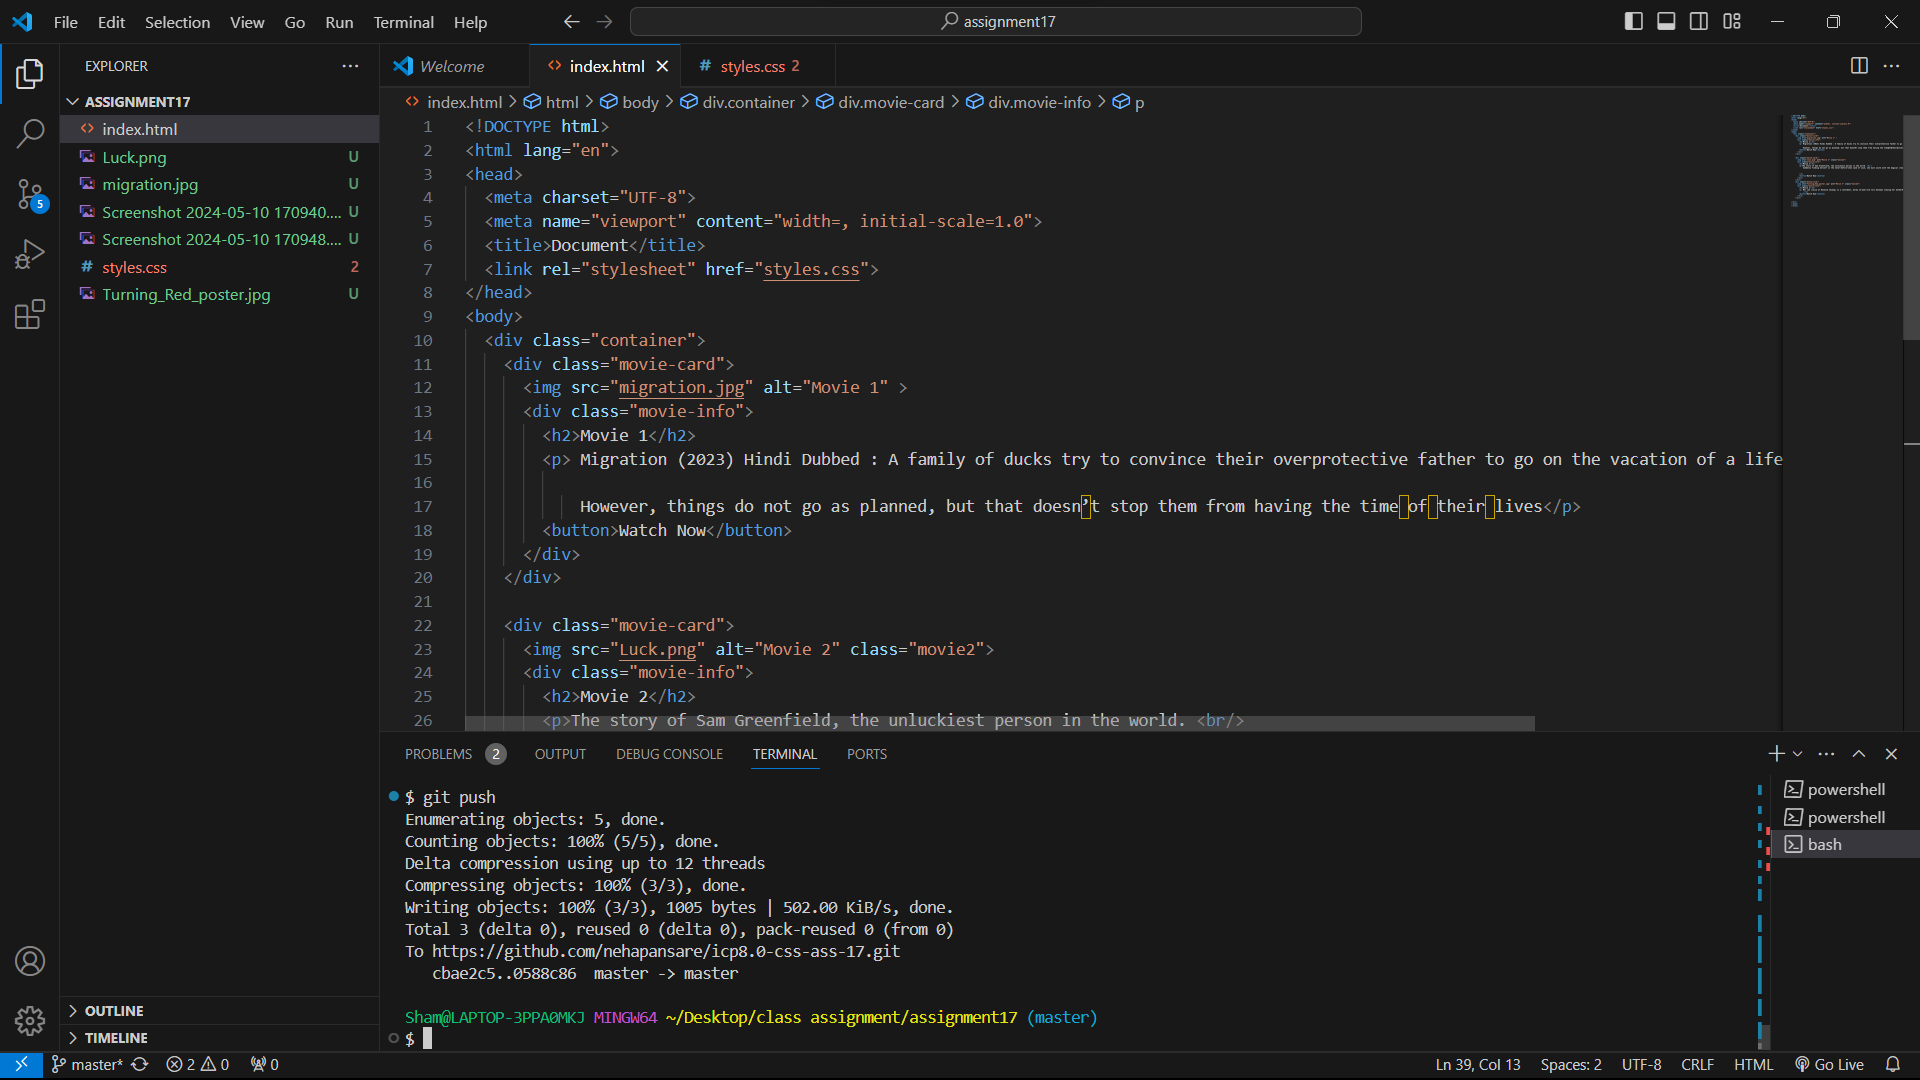 File Edit Selection View Go Run Terminal Help
assignment17
EXPLORER
ASSIGNMENT17
index.html
Luck.png U
migration.jpg U
Screenshot 2024-05-10 170940.... U
Screenshot 2024-05-10 170948.... U
styles.css 2
Turning_Red_poster.jpg U
5
OUTLINE
TIMELINE
Welcome index.html styles.css 2
index.html > html > body > div.container > div.movie-card > div.movie-info > p
1 <!DOCTYPE html>
2 <html lang="en">
3 <head>
4 <meta charset="UTF-8">
5 <meta name="viewport" content="width=, initial-scale=1.0">
6 <title>Document</title>
7 <link rel="stylesheet" href="styles.css">
8 </head>
9 <body>
10 <div class="container">
11 <div class="movie-card">
12 <img src="migration.jpg" alt="Movie 1" >
13 <div class="movie-info">
14 <h2>Movie 1</h2>
15 <p> Migration (2023) Hindi Dubbed : A family of ducks try to convince their overprotective father to go on the vacation of a life
16
17 However, things do not go as planned, but that doesn’t stop them from having the time of their lives</p>
18 <button>Watch Now</button>
19 </div>
20 </div>
21
22 <div class="movie-card">
23 <img src="Luck.png" alt="Movie 2" class="movie2">
24 <div class="movie-info">
25 <h2>Movie 2</h2>
26 <p>The story of Sam Greenfield, the unluckiest person in the world. <br/>
PROBLEMS 2 OUTPUT DEBUG CONSOLE TERMINAL PORTS
$ git push
Enumerating objects: 5, done.
Counting objects: 100% (5/5), done.
Delta compression using up to 12 threads
Compressing objects: 100% (3/3), done.
Writing objects: 100% (3/3), 1005 bytes | 502.00 KiB/s, done.
Total 3 (delta 0), reused 0 (delta 0), pack-reused 0 (from 0)
To https://github.com/nehapansare/icp8.0-css-ass-17.git
cbae2c5..0588c86 master -> master
Sham@LAPTOP-3PPA0MKJ MINGW64 ~/Desktop/class assignment/assignment17 (master)
$
powershell
powershell
bash
master* 2 0 0 Ln 39, Col 13 Spaces: 2 UTF-8 CRLF HTML Go Live